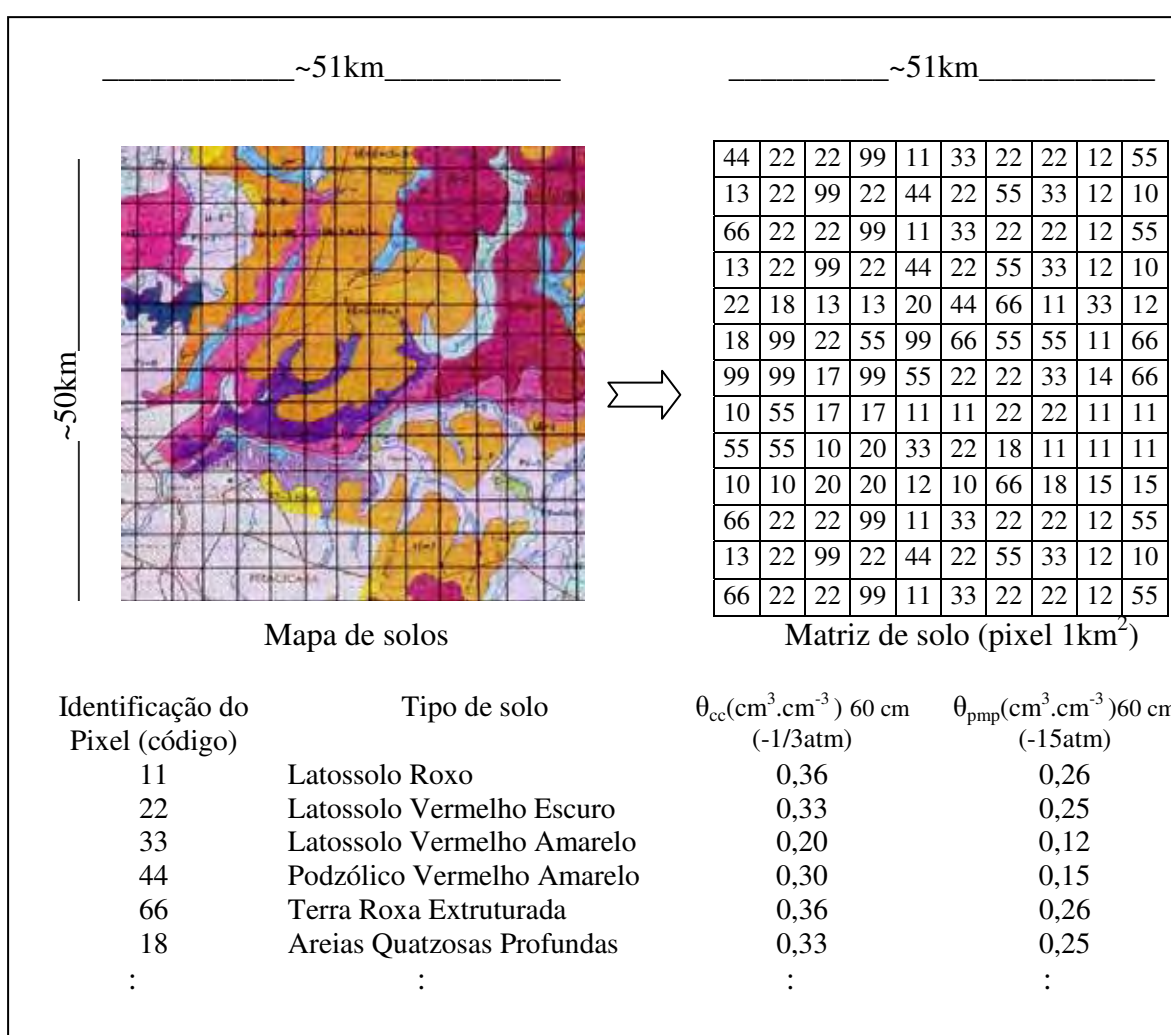 ~51km ~51km
~50km
44 22 22 99 11 33 22 22 12 55
13 22 99 22 44 22 55 33 12 10
66 22 22 99 11 33 22 22 12 55
13 22 99 22 44 22 55 33 12 10
22 18 13 13 20 44 66 11 33 12
18 99 22 55 99 66 55 55 11 66
99 99 17 99 55 22 22 33 14 66
10 55 17 17 11 11 22 22 11 11
55 55 10 20 33 22 18 11 11 11
10 10 20 20 12 10 66 18 15 15
66 22 22 99 11 33 22 22 12 55
13 22 99 22 44 22 55 33 12 10
66 22 22 99 11 33 22 22 12 55
PIRACICABA
Mapa de solos Matriz de solo (pixel 1km²)
Identificação do Tipo de solo θcc(cm³.cm⁻³) 60 cm θpmp(cm³.cm⁻³)60 cm
Pixel (código) (-1/3atm) (-15atm)
11 Latossolo Roxo 0,36 0,26
22 Latossolo Vermelho Escuro 0,33 0,25
33 Latossolo Vermelho Amarelo 0,20 0,12
44 Podzólico Vermelho Amarelo 0,30 0,15
66 Terra Roxa Extruturada 0,36 0,26
18 Areias Quatzosas Profundas 0,33 0,25
: : : :